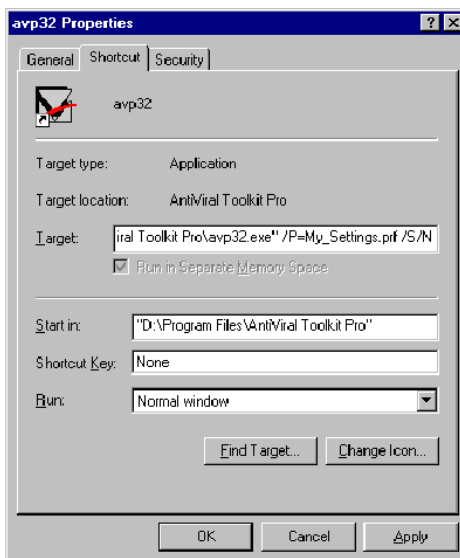 avp32 Properties
General Shortcut Security
avp32
Target type: Application
Target location: AntiViral Toolkit Pro
Target: iral Toolkit Pro\avp32.exe" /P=My_Settings.prf /S/N
Run in Separate Memory Space
Start in: "D:\Program Files\AntiViral Toolkit Pro"
Shortcut Key: None
Run: Normal window
Find Target... Change Icon...
OK Cancel Apply